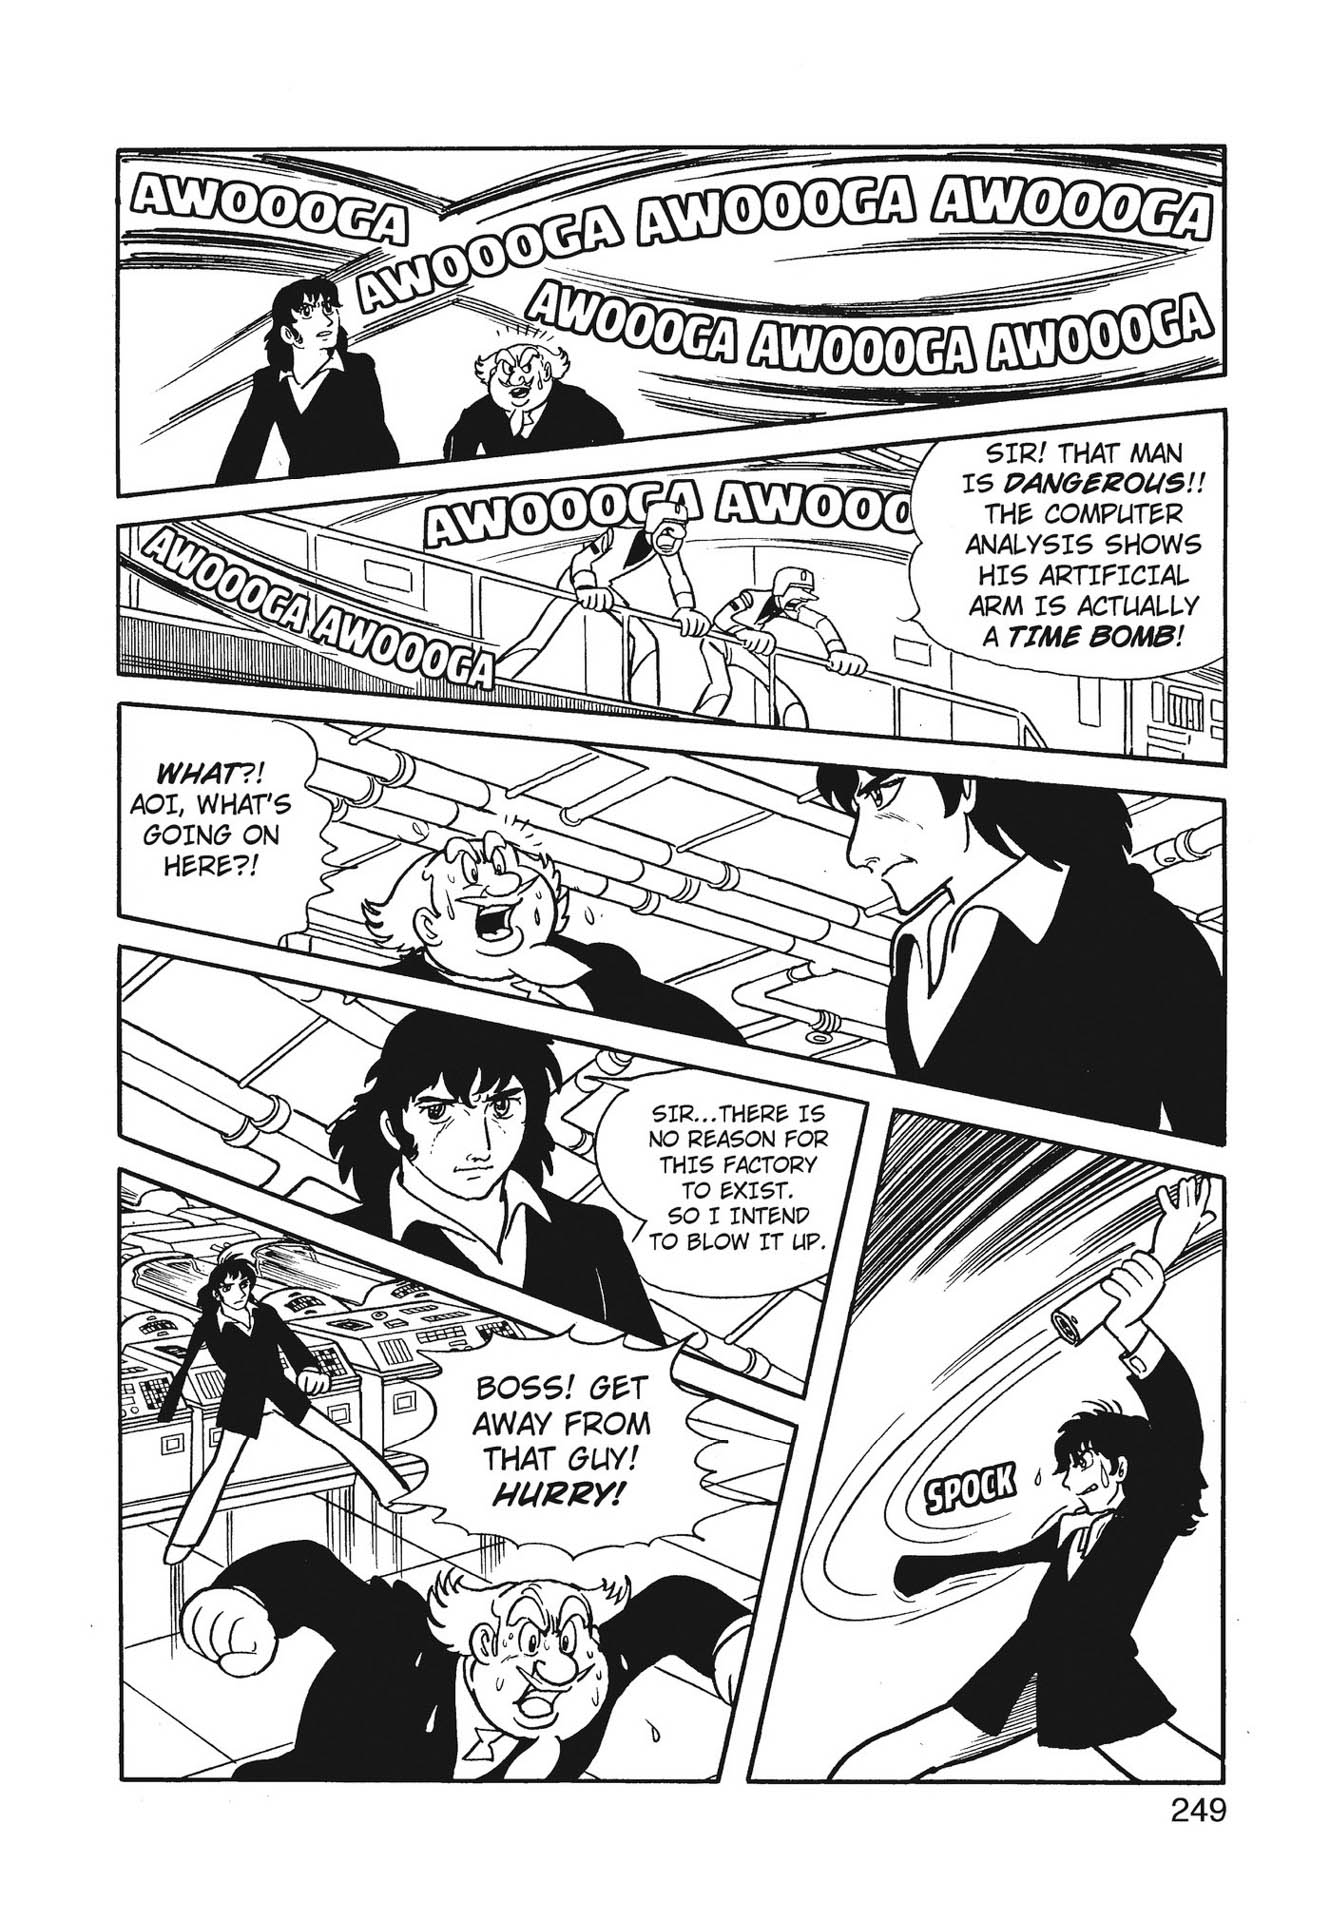 AWOOOGA
AWOOOGA AWOOOGA AWOOOGA
AWOOOGA AWOOOGA AWOOOGA
SIR! THAT MAN
IS DANGEROUS!!
THE COMPUTER
ANALYSIS SHOWS
HIS ARTIFICIAL
ARM IS ACTUALLY
A TIME BOMB!
AWOOOGA AWOOO
AWOOOGA AWOOOGA
WHAT?!
AOI, WHAT'S
GOING ON
HERE?!
SIR...THERE IS
NO REASON FOR
THIS FACTORY
TO EXIST.
SO I INTEND
TO BLOW IT UP.
BOSS! GET
AWAY FROM
THAT GUY!
HURRY!
SPOCK
249